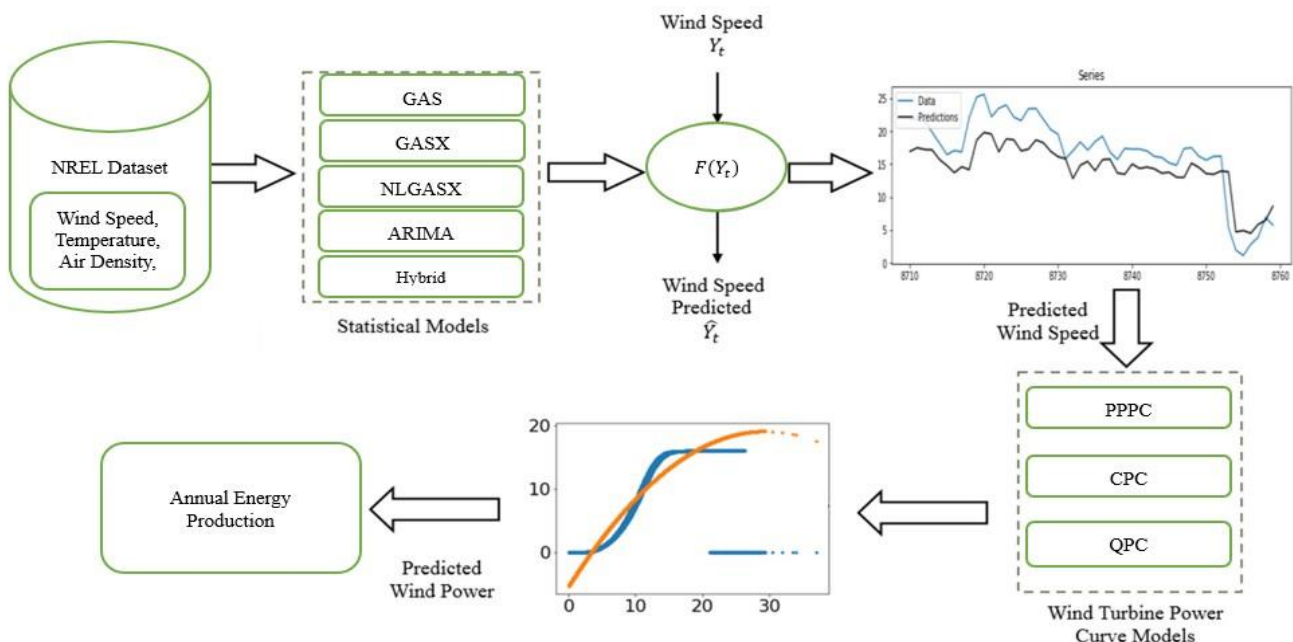 NREL Dataset
Wind Speed,
Temperature,
Air Density,
GAS
GASX
NLGASX
ARIMA
Hybrid
Statistical Models
Wind Speed
Y_t
F(Y_t)
Wind Speed
Predicted
Ŷ_t
Series
Data
Predictions
25
20
15
10
5
0
8710
8720
8731
8740
8750
8760
Predicted
Wind Speed
PPPC
CPC
QPC
Wind Turbine Power
Curve Models
20
10
0
0
10
20
30
Predicted
Wind Power
Annual Energy
Production